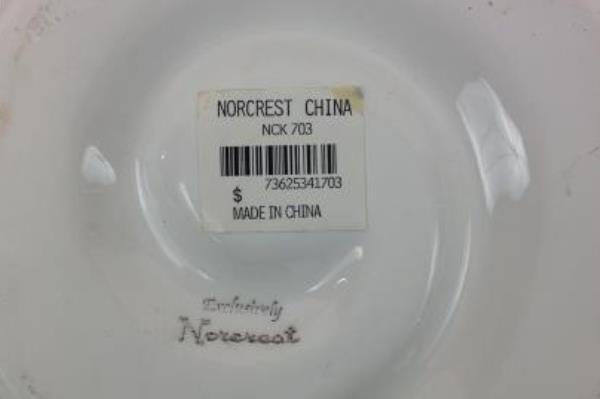 NORCREST CHINA
NCK 703
73625341703
$
MADE IN CHINA
Exclusively
Norcrest